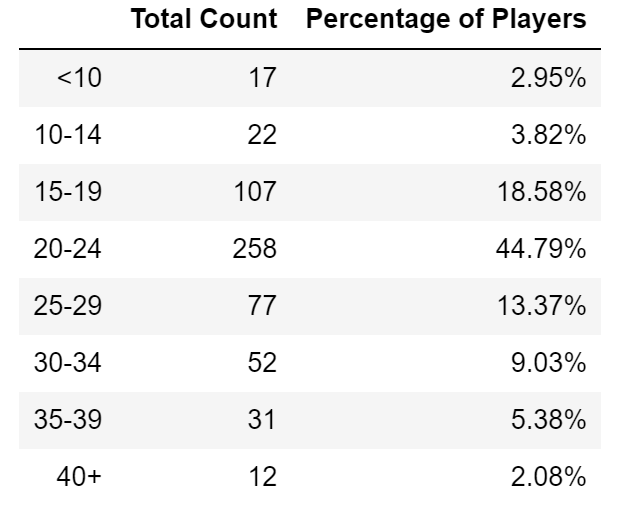 Total Count Percentage of Players
<10 17 2.95%
10-14 22 3.82%
15-19 107 18.58%
20-24 258 44.79%
25-29 77 13.37%
30-34 52 9.03%
35-39 31 5.38%
40+ 12 2.08%